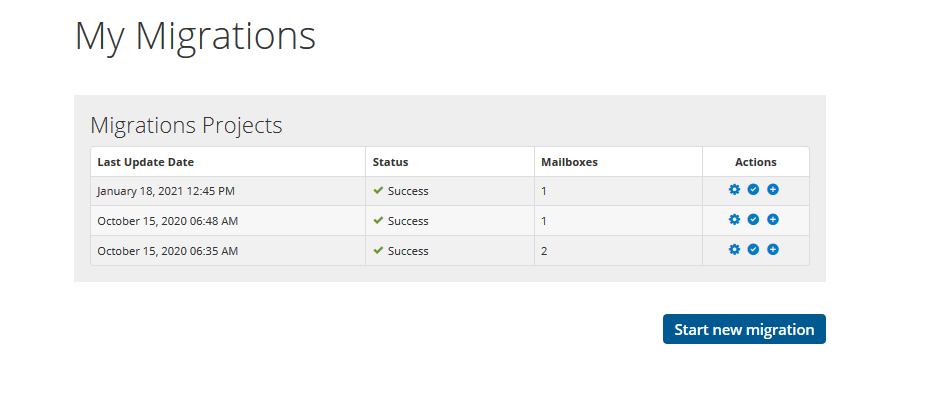 My Migrations
Migrations Projects
Last Update Date Status Mailboxes Actions
January 18, 2021 12:45 PM Success 1
October 15, 2020 06:48 AM Success 1
October 15, 2020 06:35 AM Success 2
Start new migration